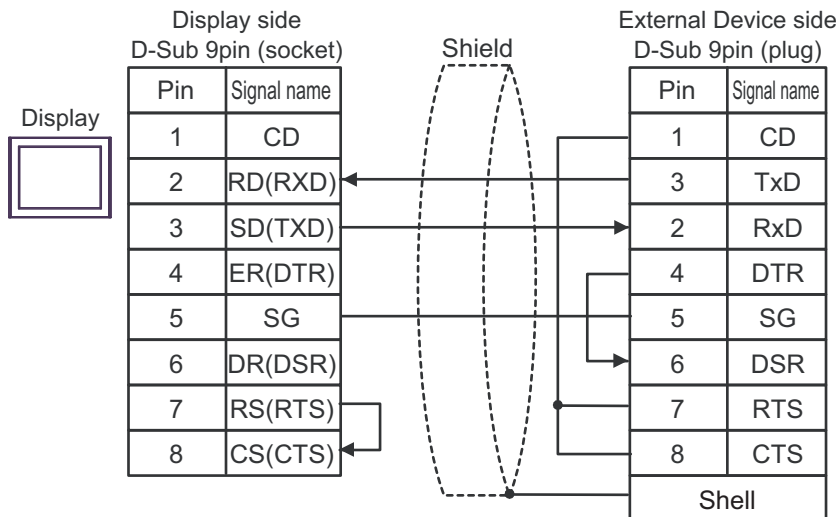 Display side
D-Sub 9pin (socket)
Shield
External Device side
D-Sub 9pin (plug)
Display
Pin Signal name
1 CD
2 RD(RXD)
3 SD(TXD)
4 ER(DTR)
5 SG
6 DR(DSR)
7 RS(RTS)
8 CS(CTS)
Pin Signal name
1 CD
3 TxD
2 RxD
4 DTR
5 SG
6 DSR
7 RTS
8 CTS
Shell